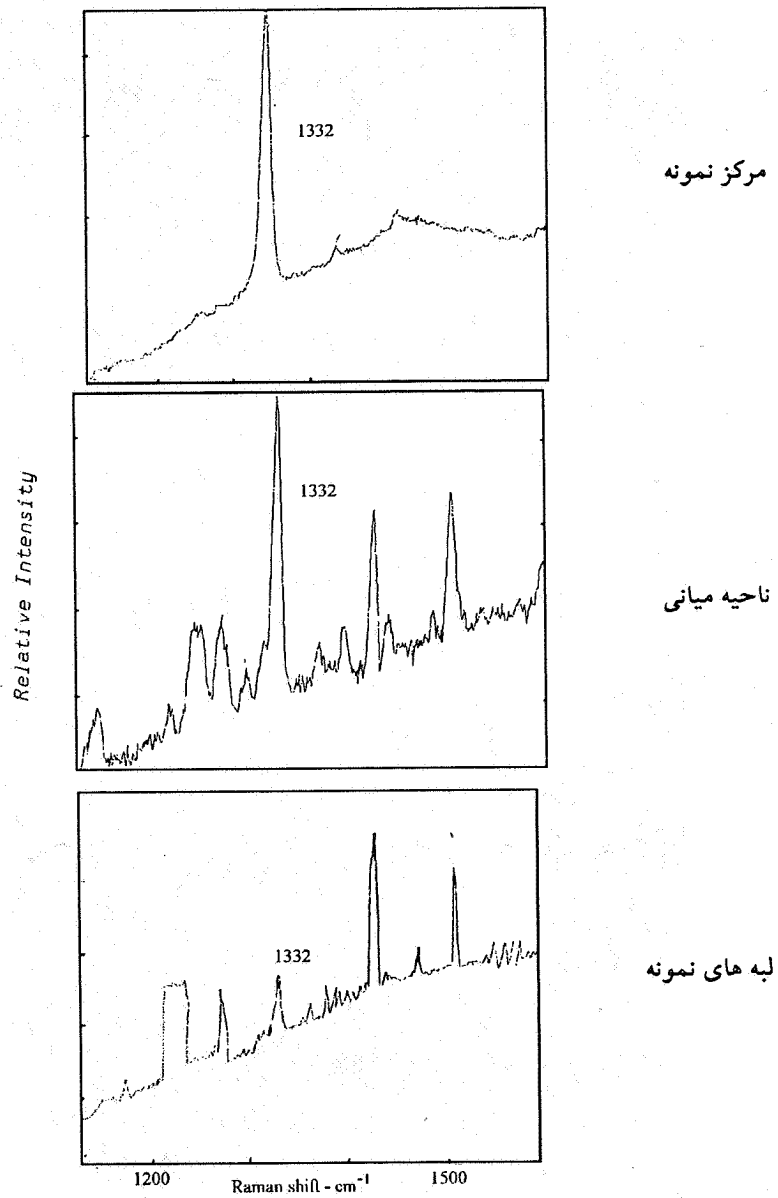 1332
مرکز نمونه
Relative Intensity
1332
ناحیه میانی
1332
لبه های نمونه
1200
1500
Raman shift - cm⁻¹